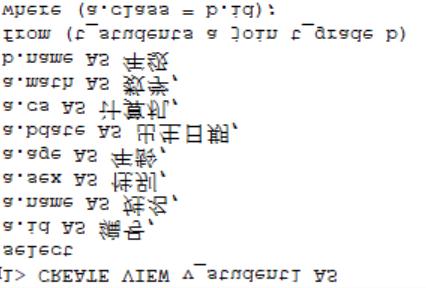 1> CREATE VIEW v_student1 AS
select
a.id AS 编号,
a.name AS 姓名,
a.sex AS 性别,
a.age AS 年龄,
a.bdate AS 出生日期,
a.cs AS 计算机,
a.math AS 数学,
b.name AS 年级
from (t_students a join t_grade b)
where (a.class = b.id);